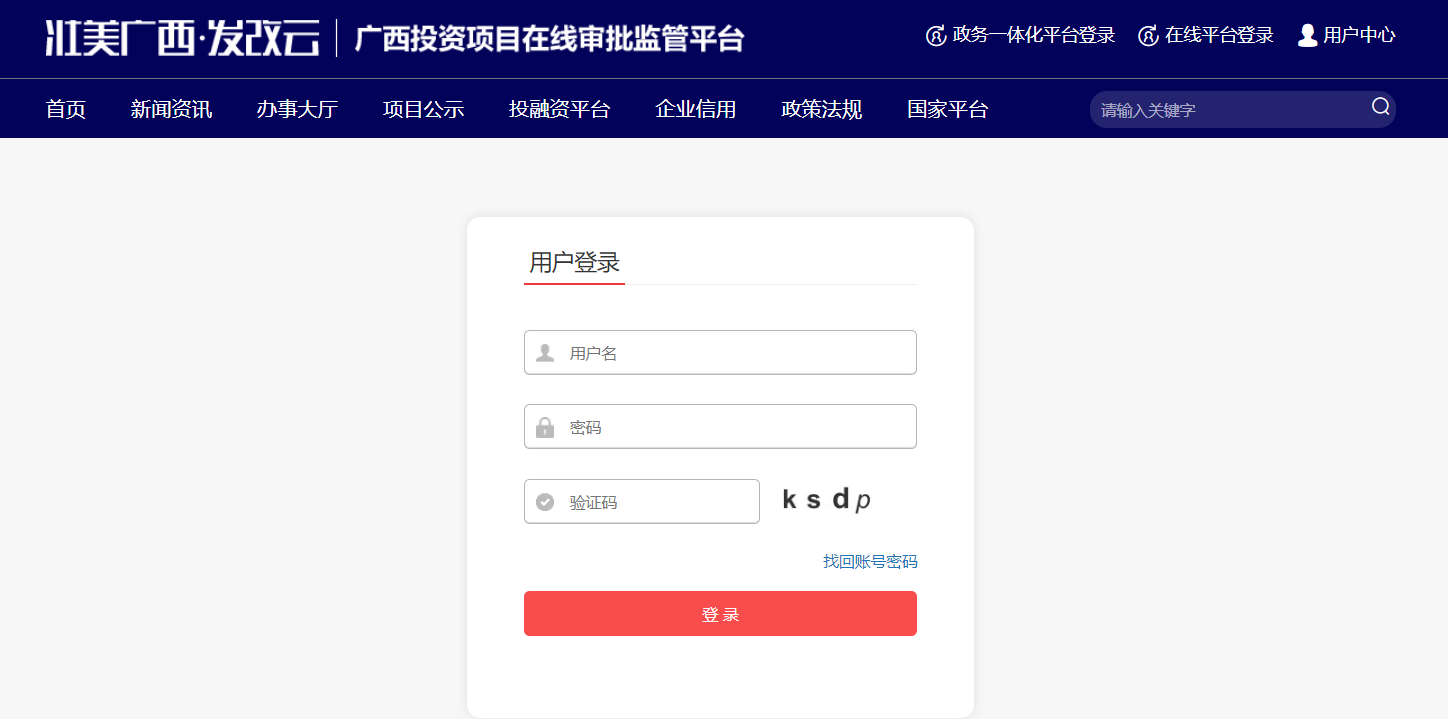 壮美广西·发改云 广西投资项目在线审批监管平台 政务一体化平台登录 在线平台登录 用户中心
首页 新闻资讯 办事大厅 项目公示 投融资平台 企业信用 政策法规 国家平台 请输入关键字
用户登录
用户名
密码
验证码 k s d p
找回账号密码
登 录